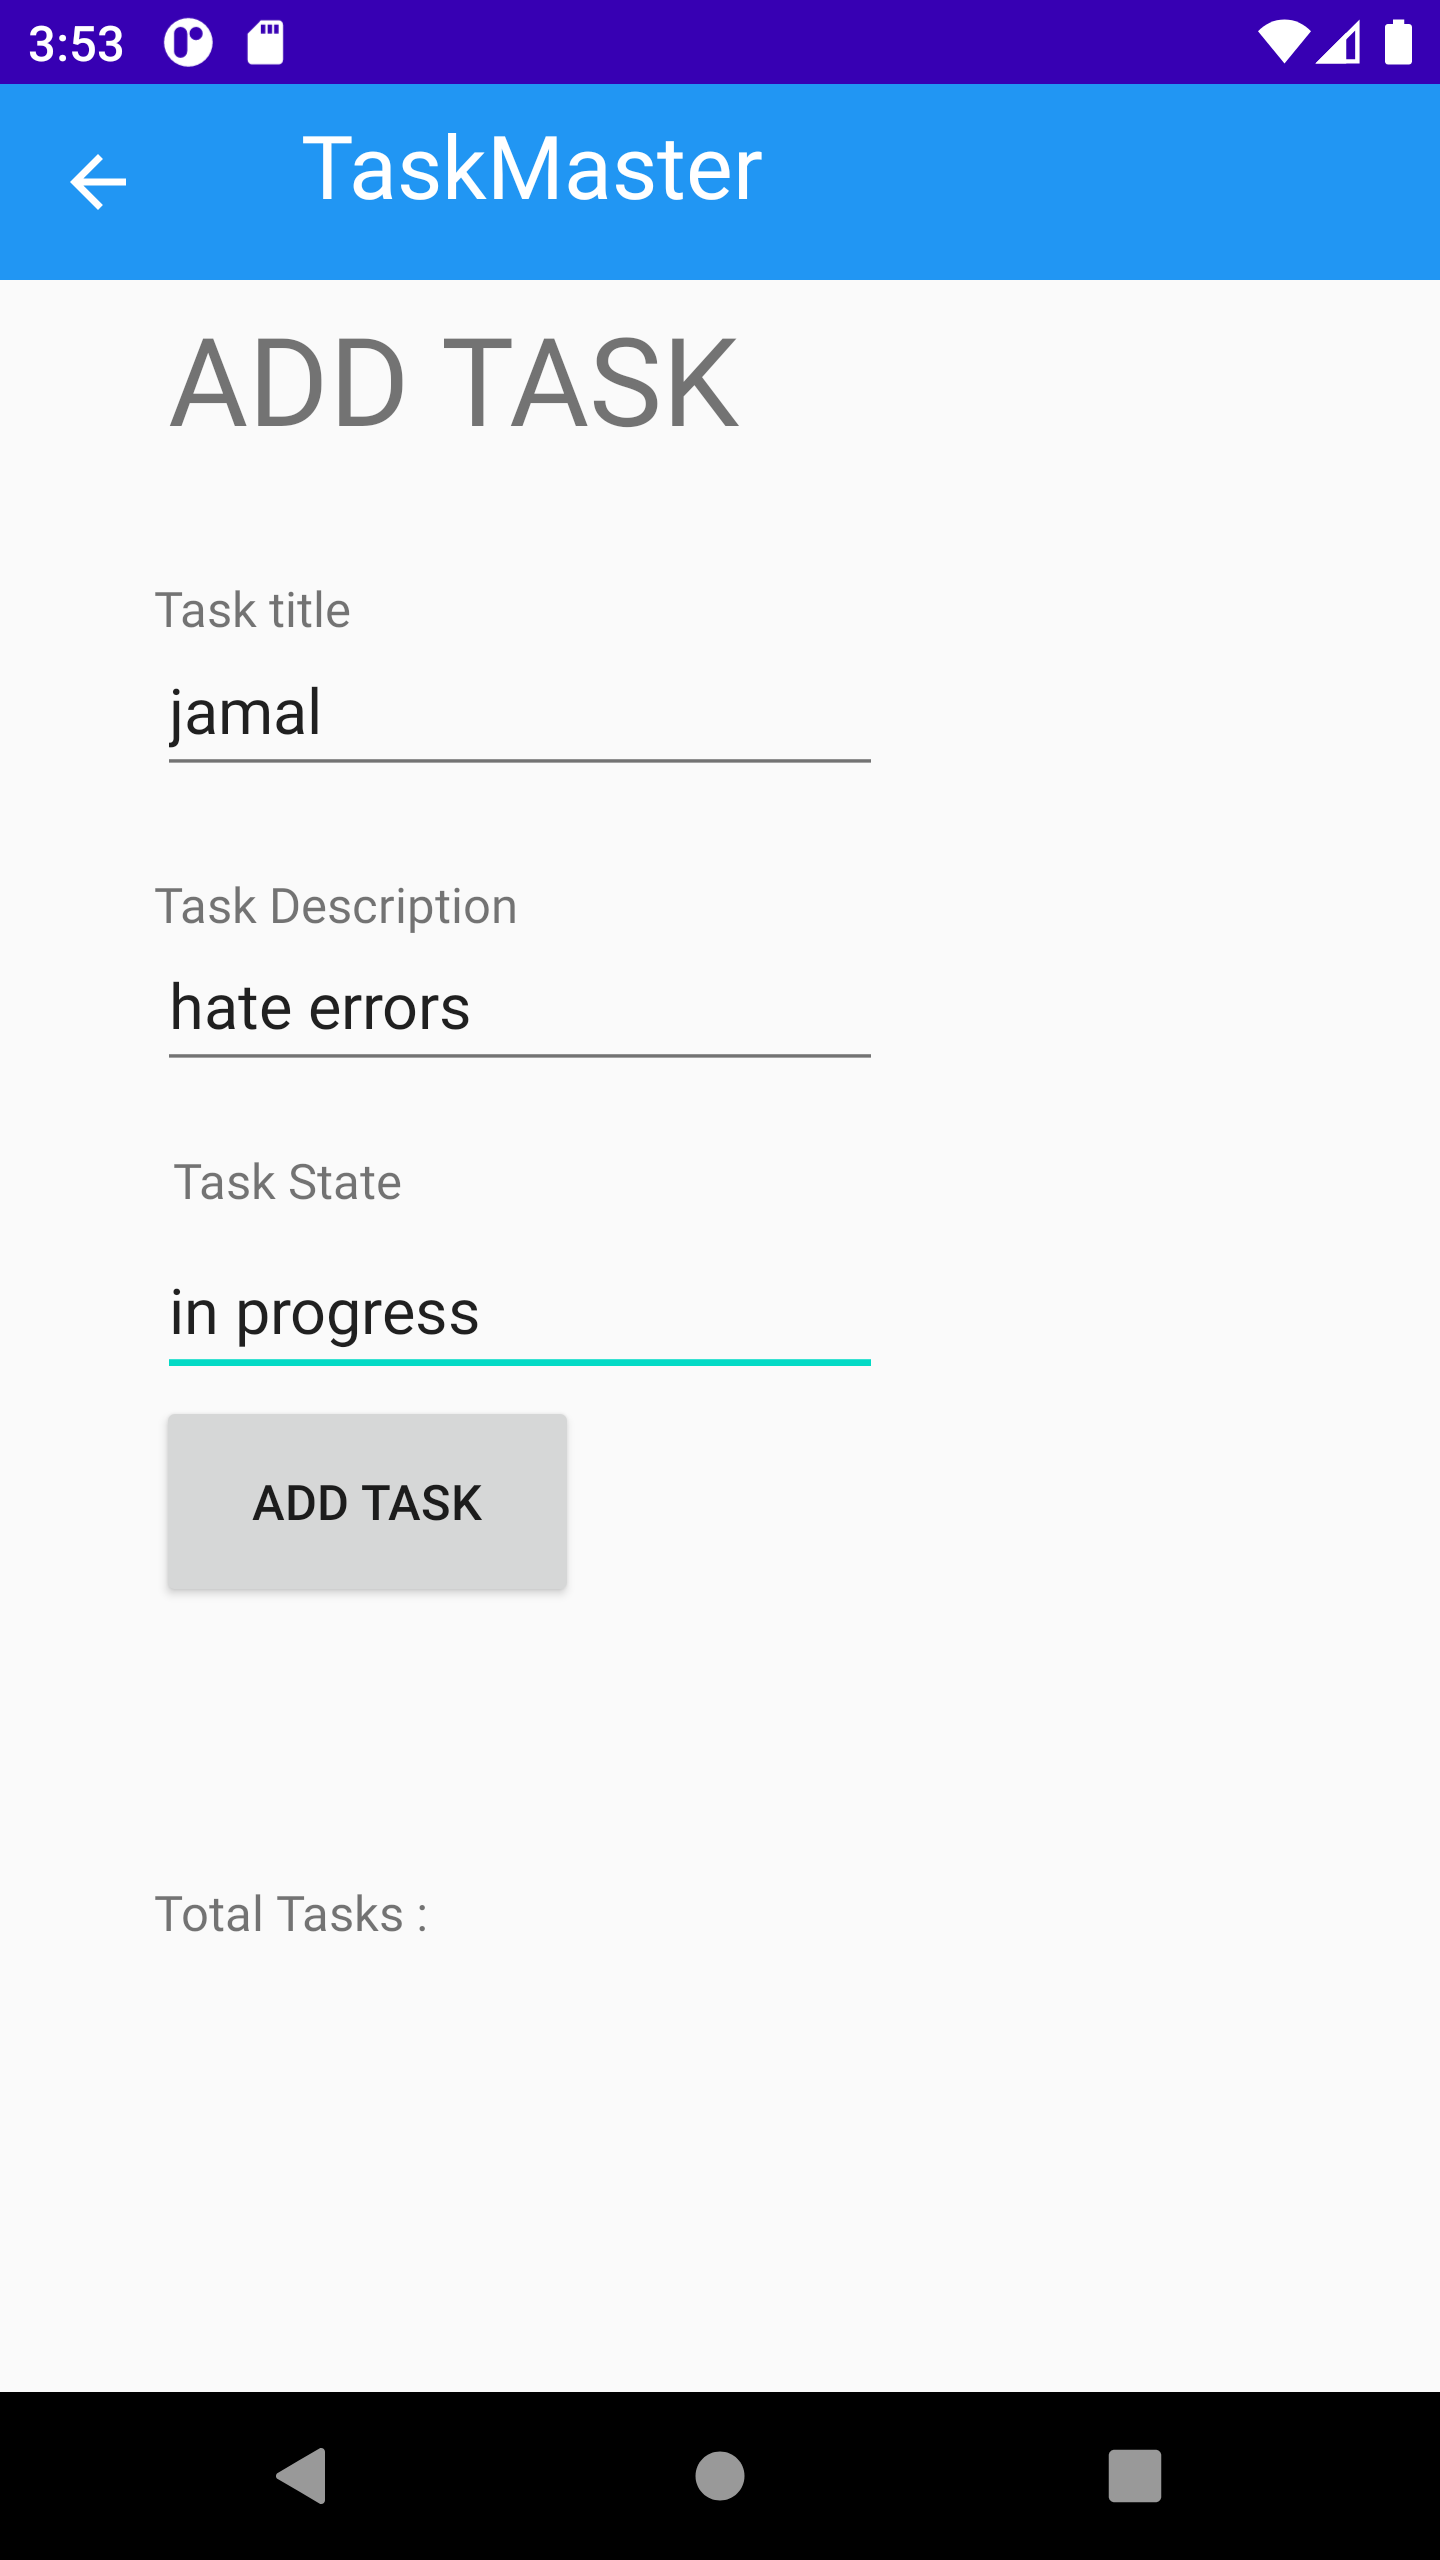 3:53
TaskMaster
ADD TASK
Task title
jamal
Task Description
hate errors
Task State
in progress
ADD TASK
Total Tasks :